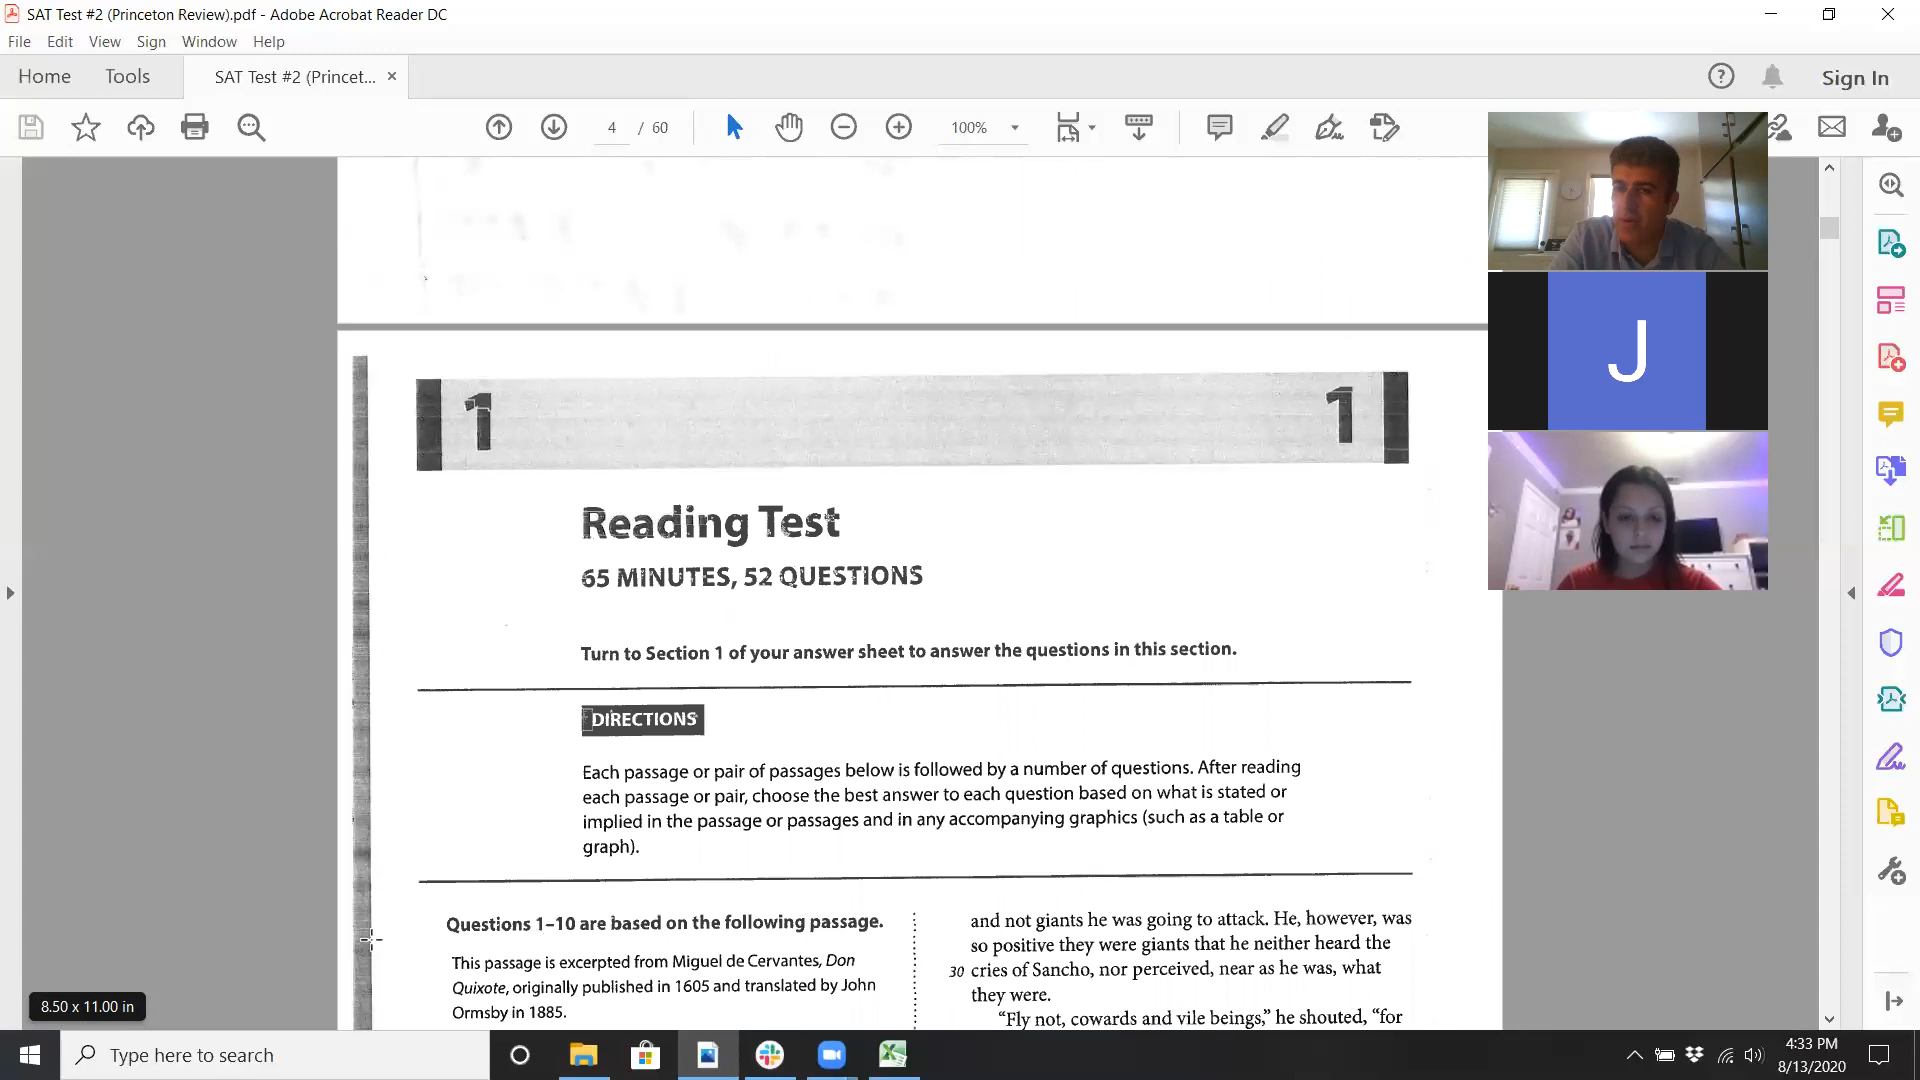 SAT Test #2 (Princeton Review).pdf - Adobe Acrobat Reader DC
File Edit View Sign Window Help
Home Tools SAT Test #2 (Princet... ×
? Sign In
4 / 60 100%
J
1 1
Reading Test
65 MINUTES, 52 QUESTIONS
Turn to Section 1 of your answer sheet to answer the questions in this section.
DIRECTIONS
Each passage or pair of passages below is followed by a number of questions. After reading
each passage or pair, choose the best answer to each question based on what is stated or
implied in the passage or passages and in any accompanying graphics (such as a table or
graph).
Questions 1–10 are based on the following passage.
This passage is excerpted from Miguel de Cervantes, Don
Quixote, originally published in 1605 and translated by John
Ormsby in 1885.
and not giants he was going to attack. He, however, was
so positive they were giants that he neither heard the
30 cries of Sancho, nor perceived, near as he was, what
they were.
“Fly not, cowards and vile beings,” he shouted, “for
8.50 x 11.00 in
Type here to search
4:33 PM
8/13/2020